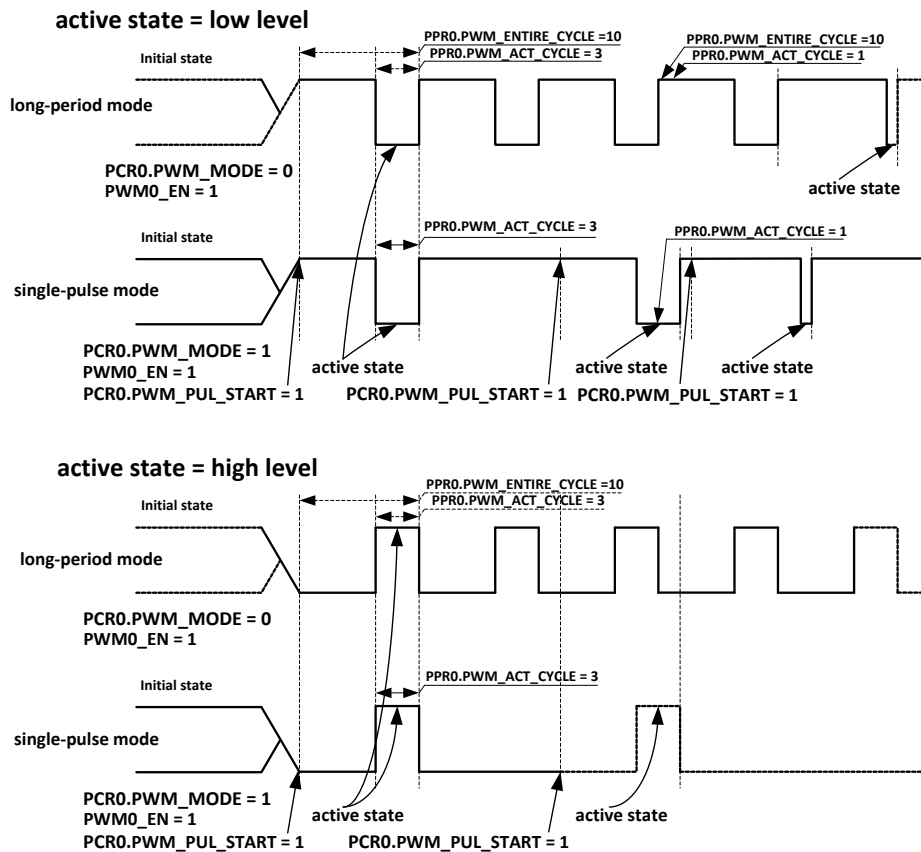 active state = low level
PPR0.PWM_ENTIRE_CYCLE=10
PPR0.PWM_ENTIRE_CYCLE =10
Initial state
PPR0.PWM_ACT_CYCLE = 3
PPR0.PWM_ACT_CYCLE = 1
long-period mode
PCR0.PWM_MODE = 0
PWM0_EN = 1
active state
Initial state
PPR0.PWM_ACT_CYCLE = 3
PPR0.PWM_ACT_CYCLE = 1
single-pulse mode
PCR0.PWM_MODE = 1
PWM0_EN = 1
PCR0.PWM_PUL_START = 1
active state
PCR0.PWM_PUL_START = 1
active state
PCR0.PWM_PUL_START = 1
active state
active state = high level
PPR0.PWM_ENTIRE_CYCLE=10
Initial state
PPR0.PWM_ACT_CYCLE = 3
long-period mode
PCR0.PWM_MODE = 0
PWM0_EN = 1
Initial state
PPR0.PWM_ACT_CYCLE = 3
single-pulse mode
PCR0.PWM_MODE = 1
PWM0_EN = 1
PCR0.PWM_PUL_START = 1
active state
PCR0.PWM_PUL_START = 1
active state